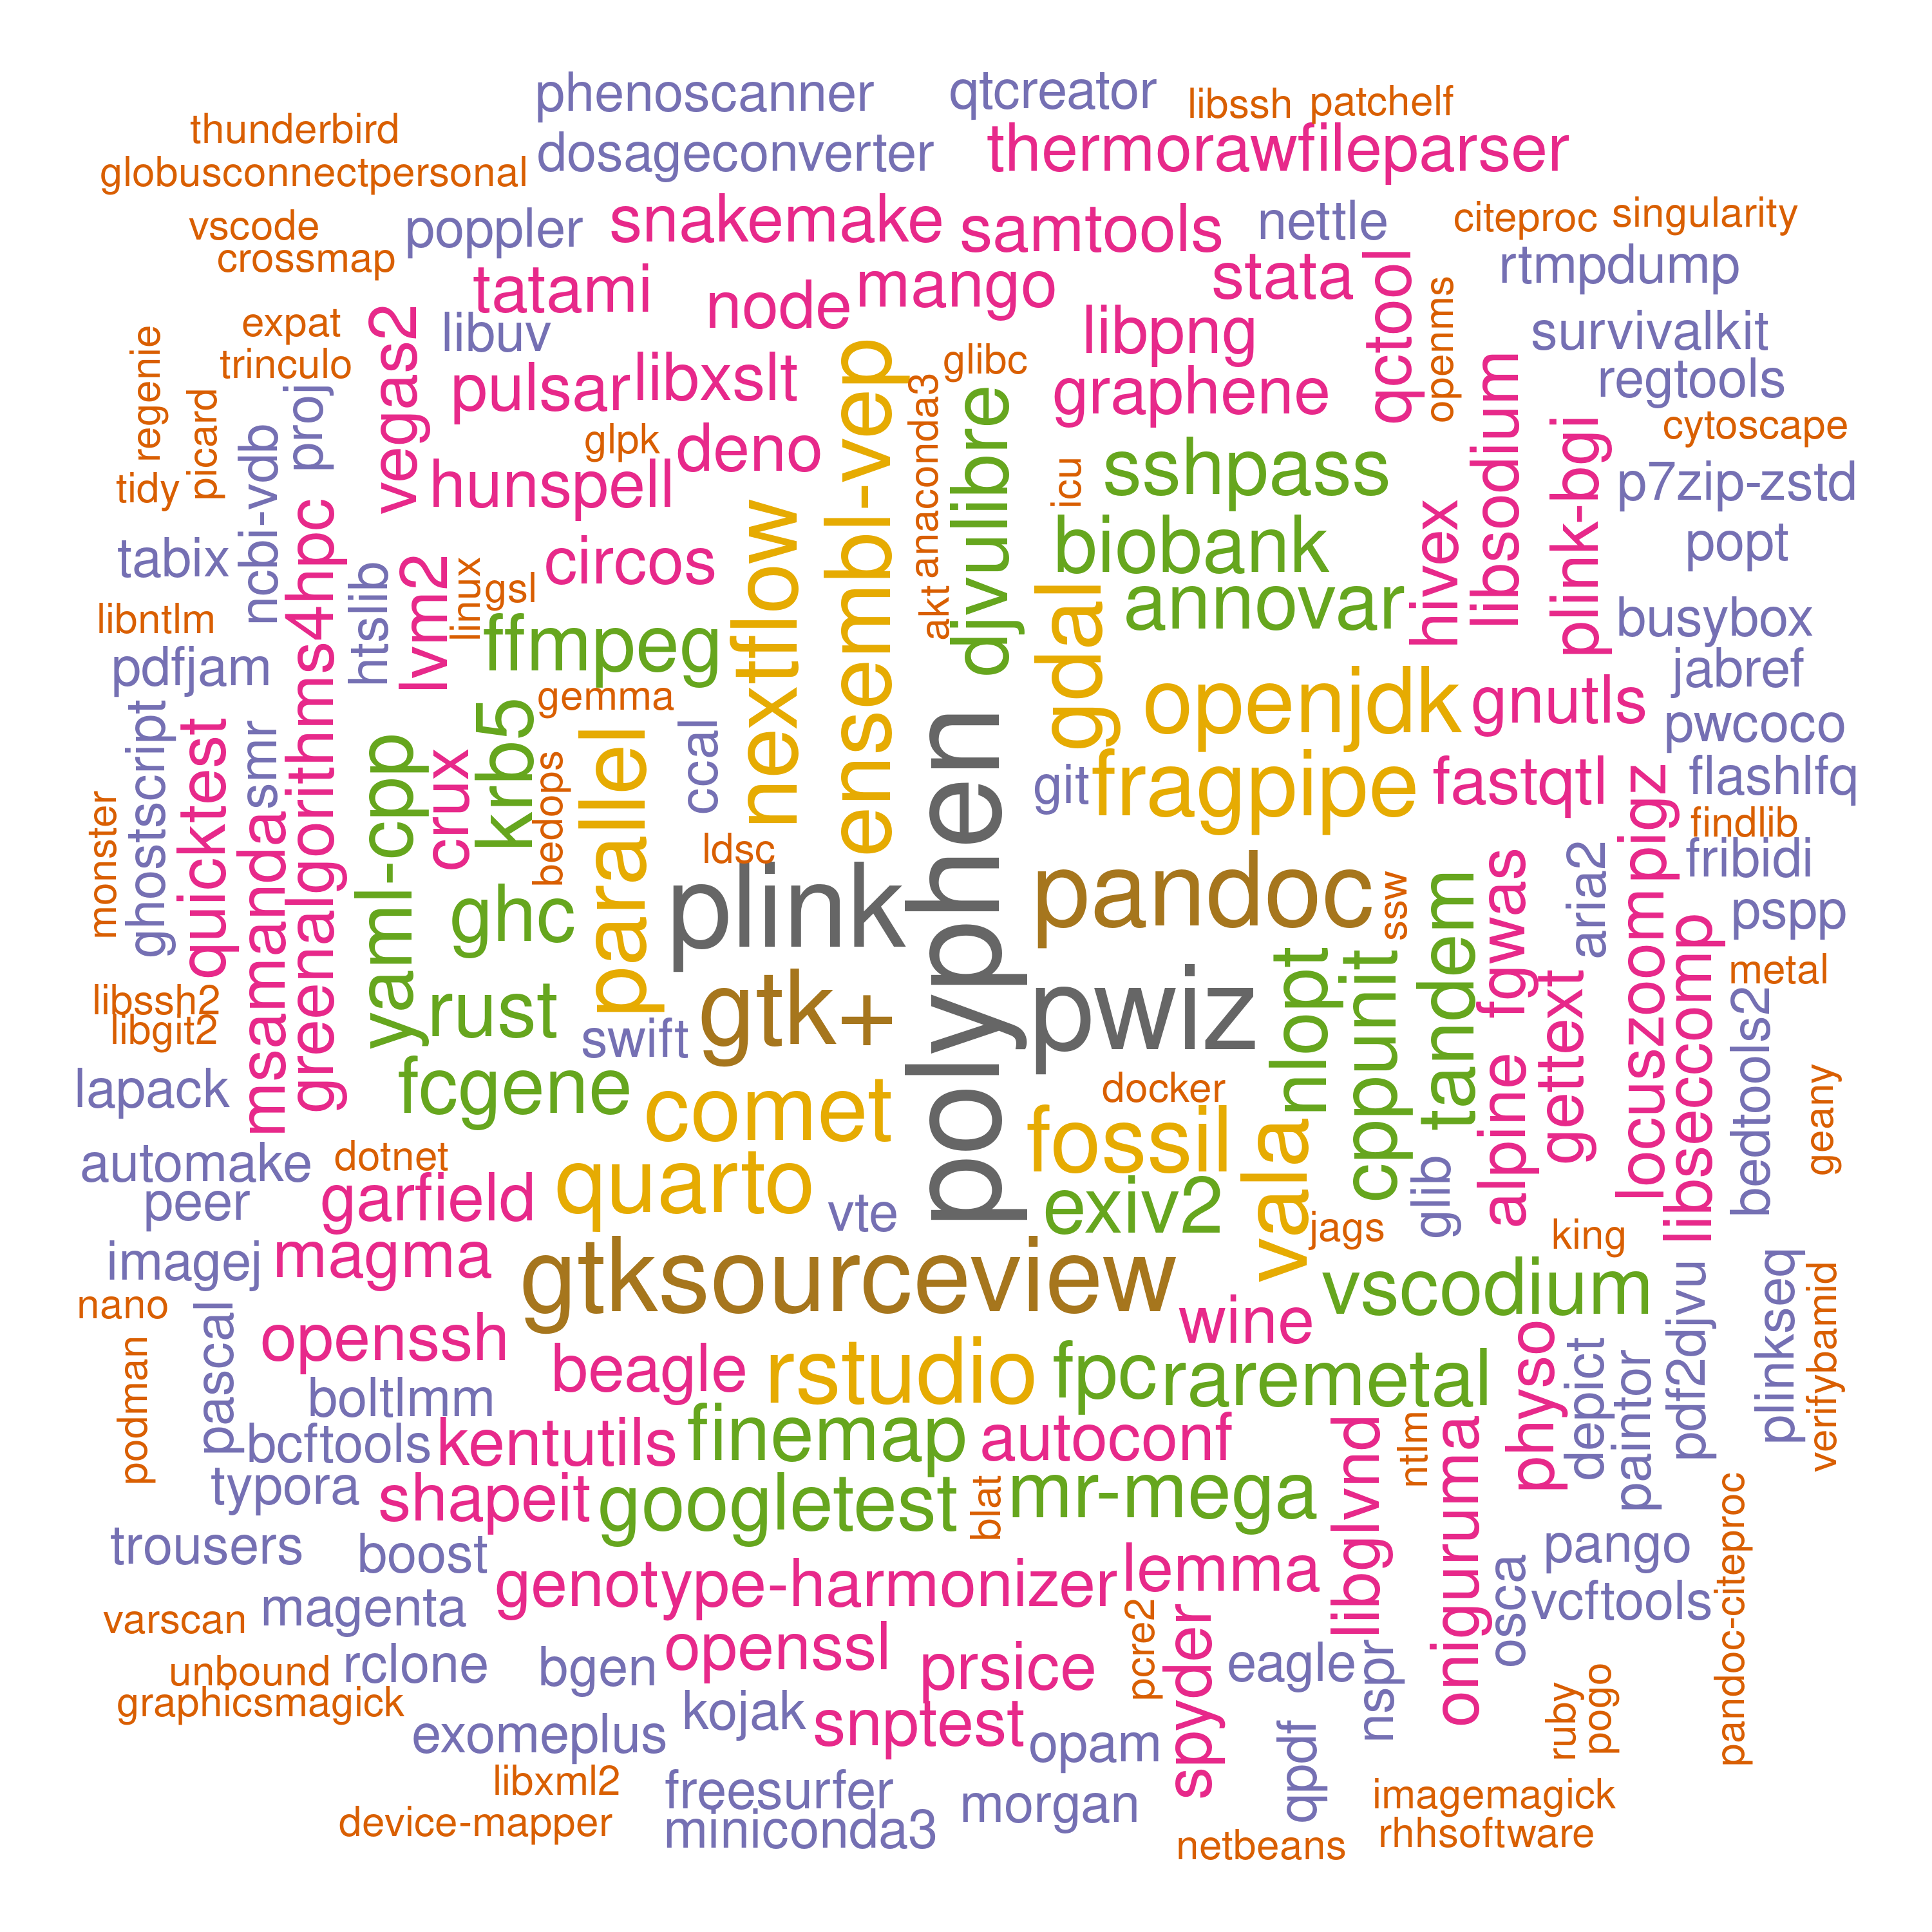 phenoscanner
qtcreator
libssh
patchelf
thunderbird
dosageconverter
thermorawfileparser
globusconnectpersonal
vscode
poppler
snakemake
samtools
nettle
citeproc
singularity
crossmap
tatami
node
mango
stata
qctool
openms
rtmpdump
expat
vegas2
libuv
libpng
survivalkit
regenie
trinculo
pulsar
libxslt
ensembl-vep
glibc
graphene
regtools
picard
proj
anaconda3
djvulibre
libsodium
cytoscape
tidy
ncbi-vdb
hunspell
glpk
deno
icu
sshpass
plink-bgi
p7zip-zstd
tabix
ms4hpc
htslib
lvm2
linux
gsl
circos
nextflow
akt
biobank
annovar
hivex
popt
libntlm
ffmpeg
gdal
busybox
pdfjam
gemma
openjdk
gnutls
jabref
ghostscript
quicktest
smr
greenalgorithms
yaml-cpp
crux
krb5
bedops
parallel
ccal
polyphen
git
fragpipe
fastqtl
pigz
pwcoco
flashlfq
monster
msamanda
ghc
ldsc
plink
pandoc
ssw
tandem
fgwas
aria2
locuszoom
findlib
fribidi
pspp
libssh2
libgit2
rust
swift
gtk+
pwiz
nlopt
cppunit
gettext
libseccomp
metal
bedtools2
lapack
fcgene
comet
docker
alpine
geany
automake
dotnet
quarto
fossil
vala
glib
peer
garfield
vte
exiv2
jags
king
imagej
magma
gtksourceview
vscodium
nano
pascal
openssh
wine
physo
pdf2djvu
plinkseq
verifybamid
podman
boltlmm
beagle
rstudio
fpc
raremetal
depict
paintor
bcftools
kentutils
finemap
autoconf
libglvnd
ntlm
oniguruma
typora
shapeit
googletest
blat
mr-mega
trousers
boost
genotype-harmonizer
lemma
osca
pango
pandoc-citeproc
varscan
magenta
vcftools
unbound
rclone
bgen
openssl
prsice
pcre2
spyder
eagle
nspr
ruby
pogo
graphicsmagick
exomeplus
kojak
snptest
opam
qpdf
libxml2
freesurfer
morgan
imagemagick
device-mapper
miniconda3
netbeans
rhhsoftware